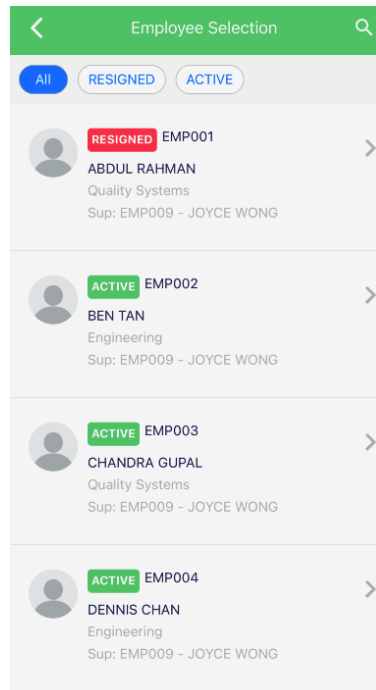 Employee Selection
All RESIGNED ACTIVE
RESIGNED EMP001
ABDUL RAHMAN
Quality Systems
Sup: EMP009 - JOYCE WONG
ACTIVE EMP002
BEN TAN
Engineering
Sup: EMP009 - JOYCE WONG
ACTIVE EMP003
CHANDRA GUPAL
Quality Systems
Sup: EMP009 - JOYCE WONG
ACTIVE EMP004
DENNIS CHAN
Engineering
Sup: EMP009 - JOYCE WONG